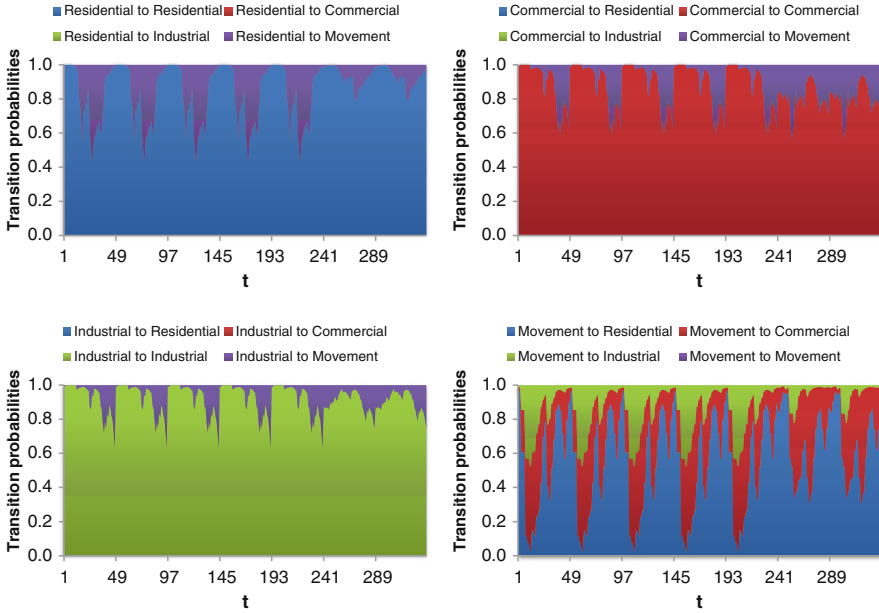 Residential to Residential Residential to Commercial
Residential to Industrial Residential to Movement
Transition probabilities
1.0
0.8
0.6
0.4
0.2
0.0
1 49 97 145 193 241 289
t
Commercial to Residential Commercial to Commercial
Commercial to Industrial Commercial to Movement
Transition probabilities
1.0
0.8
0.6
0.4
0.2
0.0
1 49 97 145 193 241 289
t
Industrial to Residential Industrial to Commercial
Industrial to Industrial Industrial to Movement
Transition probabilities
1.0
0.8
0.6
0.4
0.2
0.0
1 49 97 145 193 241 289
t
Movement to Residential Movement to Commercial
Movement to Industrial Movement to Movement
Transition probabilities
1.0
0.8
0.6
0.4
0.2
0.0
1 49 97 145 193 241 289
t